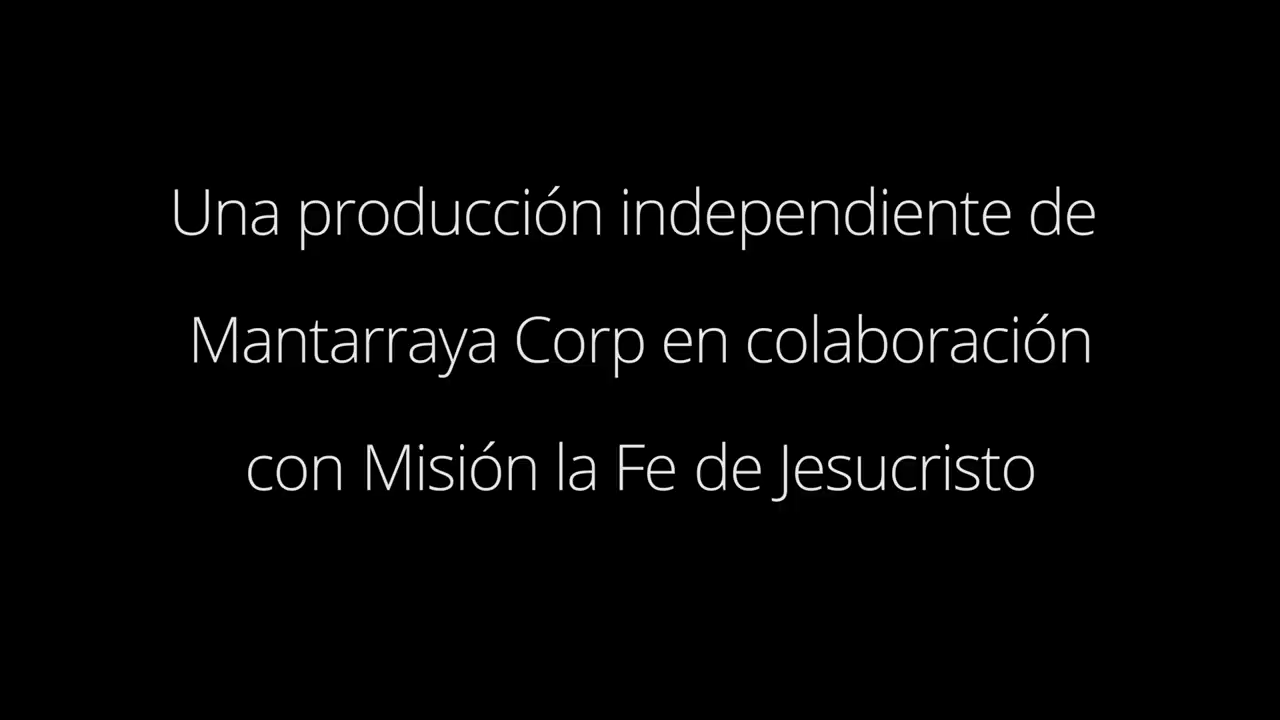 Una producción independiente de
Mantarraya Corp en colaboración
con Misión la Fe de Jesucristo